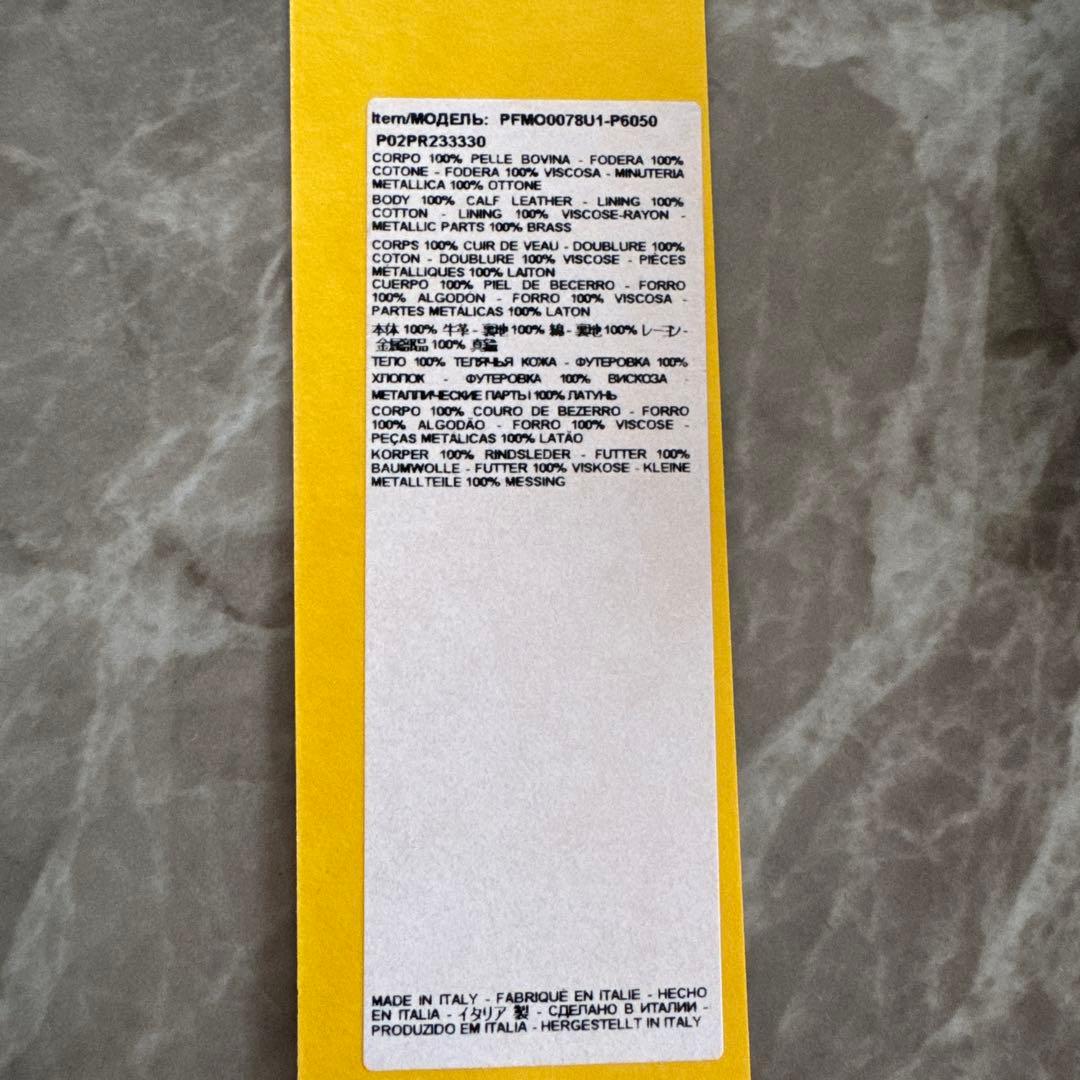 Item/МОДЕЛЬ: PFMO0078U1-P6050
P02PR233330
CORPO 100% PELLE BOVINA - FODERA 100%
COTONE - FODERA 100% VISCOSA - MINUTERIA
METALLICA 100% OTTONE
BODY 100% CALF LEATHER - LINING 100%
COTTON - LINING 100% VISCOSE-RAYON -
METALLIC PARTS 100% BRASS
CORPS 100% CUIR DE VEAU - DOUBLURE 100%
COTON - DOUBLURE 100% VISCOSE - PIÈCES
MÉTALLIQUES 100% LAITON
CUERPO 100% PIEL DE BECERRO - FORRO
100% ALGODÓN - FORRO 100% VISCOSA -
PARTES METÁLICAS 100% LATON
本体 100% 牛革 - 裏地 100% 綿 - 裏地 100% レーヨン -
金属部品 100% 真鍮
ТЕЛО 100% ТЕЛЯЧЬЯ КОЖА - ФУТЕРОВКА 100%
ХЛОПОК - ФУТЕРОВКА 100% ВИСКОЗА -
МЕТАЛЛИЧЕСКИЕ ПАРТЫ 100% ЛАТУНЬ
CORPO 100% COURO DE BEZERRO - FORRO
100% ALGODÃO - FORRO 100% VISCOSE -
PEÇAS METÁLICAS 100% LATÃO
KORPER 100% RINDSLEDER - FUTTER 100%
BAUMWOLLE - FUTTER 100% VISKOSE - KLEINE
METALLTEILE 100% MESSING
MADE IN ITALY - FABRIQUÉ EN ITALIE - HECHO
EN ITALIA - イタリア 製 - СДЕЛАНО В ИТАЛИИ -
PRODUZIDO EM ITALIA - HERGESTELLT IN ITALY